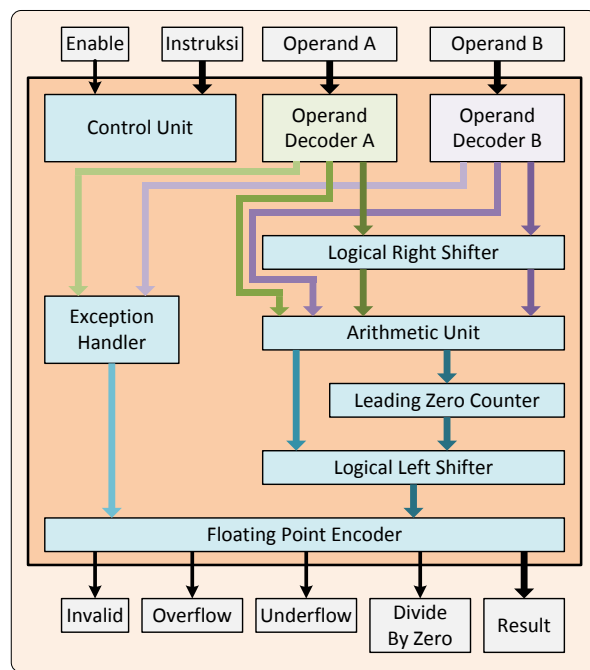 Enable
Instruksi
Operand A
Operand B
Control Unit
Operand
Decoder A
Operand
Decoder B
Logical Right Shifter
Exception
Handler
Arithmetic Unit
Leading Zero Counter
Logical Left Shifter
Floating Point Encoder
Invalid
Overflow
Underflow
Divide
By Zero
Result